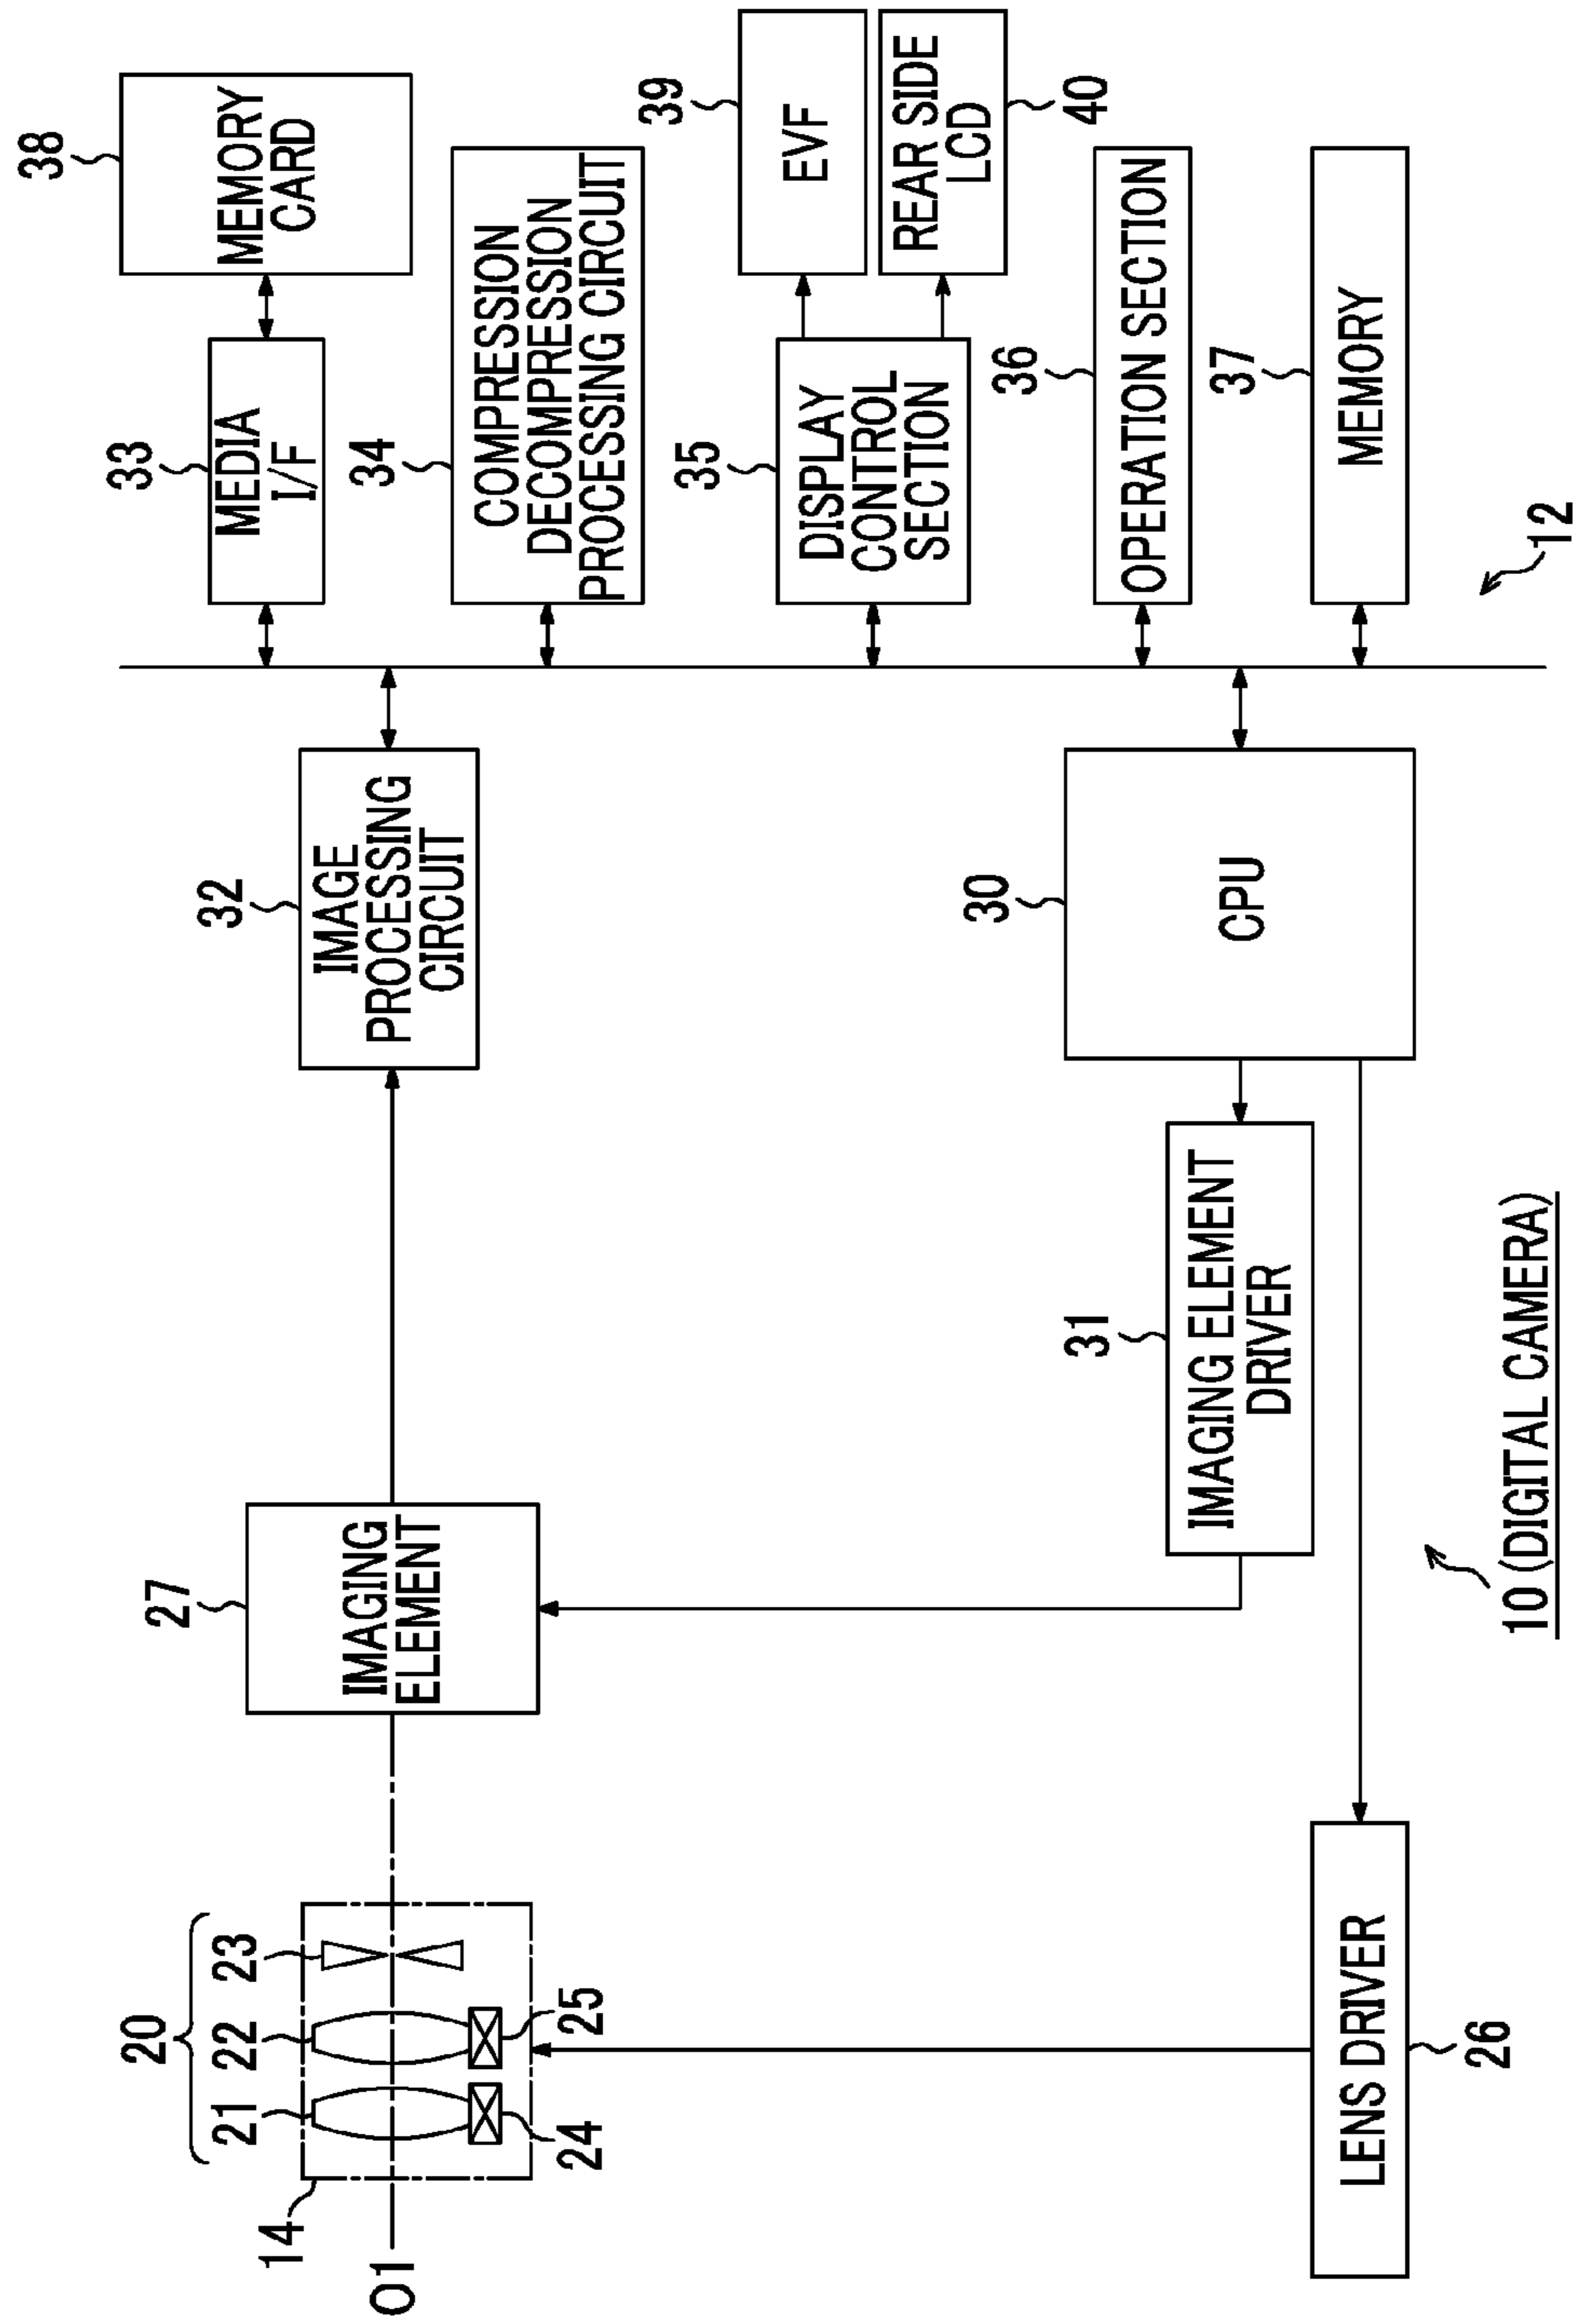 38
MEMORY
CARD
33
MEDIA
I/F
34
COMPRESSION
DECOMPRESSION
PROCESSING CIRCUIT
39
EVF
REAR SIDE
LCD
40
35
DISPLAY
CONTROL
SECTION
36
OPERATION SECTION
37
MEMORY
12
32
IMAGE
PROCESSING
CIRCUIT
30
CPU
31
IMAGING ELEMENT
DRIVER
27
IMAGING
ELEMENT
20
21
22
23
24
25
14
O1
LENS DRIVER
26
10 (DIGITAL CAMERA)